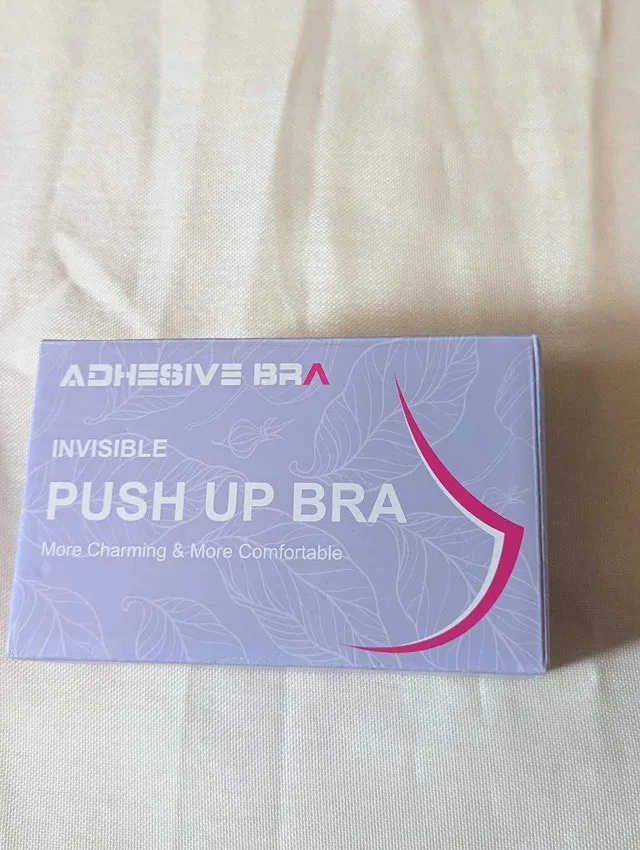 ADHESIVE BRA
INVISIBLE
PUSH UP BRA
More Charming & More Comfortable